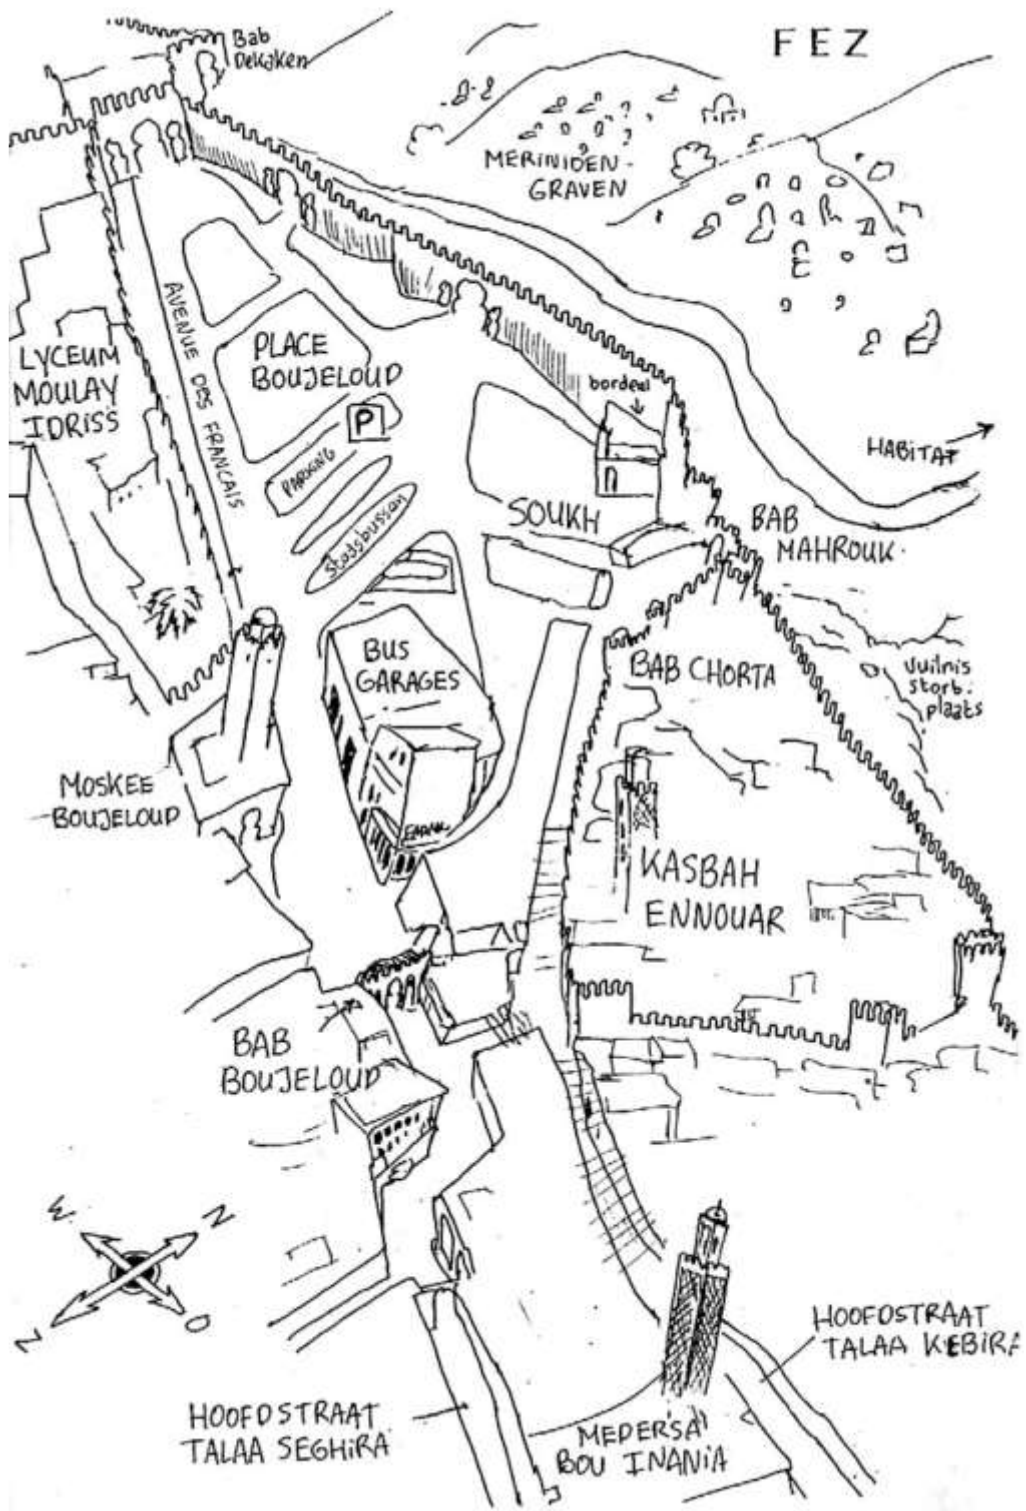 FEZ
Bab
Dekaken
MERINIDEN-
GRAVEN
AVENUE DES FRANCAIS
LYCEUM
MOULAY
IDRISS
PLACE
BOUJELOUD
P
PARKING
Stadsbussen
bordeel
HABITAT
SOUKH
BAB
MAHROUK
BUS
GARAGES
BAB CHORTA
Vuilnis
stort-
plaats
MOSKEE
BOUJELOUD
KASBAH
ENNOUAR
BAB
BOUJELOUD
W
N
Z
O
HOOFDSTRAAT
TALAA KEBIRA
HOOFDSTRAAT
TALAA SEGHIRA
MEDERSA
BOU INANIA